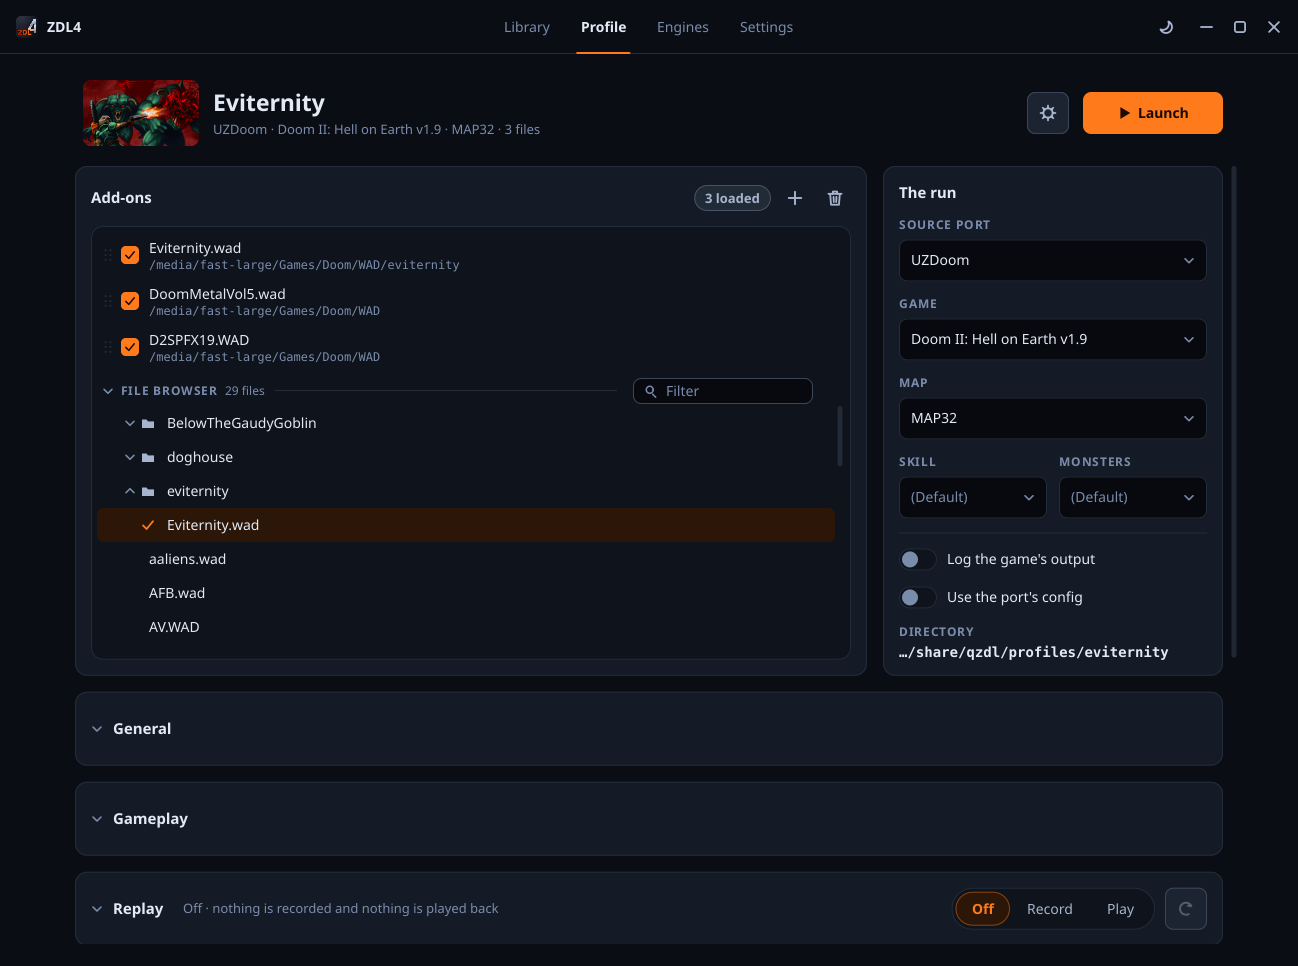 ZDL4
Library
Profile
Engines
Settings
Eviternity
UZDoom · Doom II: Hell on Earth v1.9 · MAP32 · 3 files
Launch
Add-ons
3 loaded
Eviternity.wad
/media/fast-large/Games/Doom/WAD/eviternity
DoomMetalVol5.wad
/media/fast-large/Games/Doom/WAD
D2SPFX19.WAD
/media/fast-large/Games/Doom/WAD
FILE BROWSER 29 files
Filter
BelowTheGaudyGoblin
doghouse
eviternity
Eviternity.wad
aaliens.wad
AFB.wad
AV.WAD
The run
SOURCE PORT
UZDoom
GAME
Doom II: Hell on Earth v1.9
MAP
MAP32
SKILL
(Default)
MONSTERS
(Default)
Log the game's output
Use the port's config
DIRECTORY
…/share/qzdl/profiles/eviternity
General
Gameplay
Replay
Off · nothing is recorded and nothing is played back
Off
Record
Play